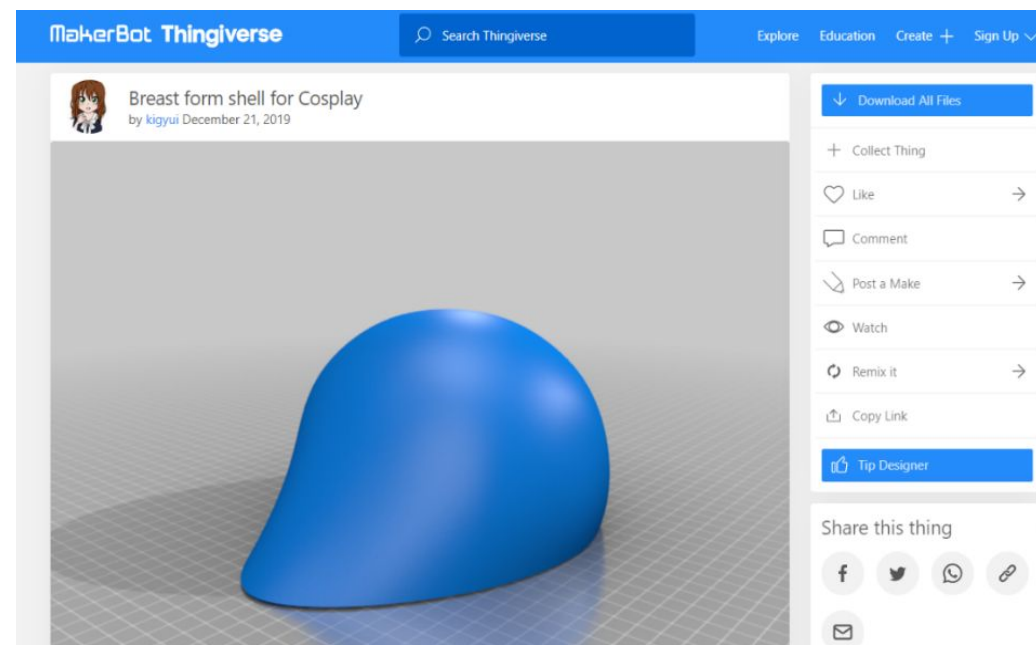 MakerBot Thingiverse
Search Thingiverse
Explore
Education
Create
Sign Up
Breast form shell for Cosplay
by kigyui December 21, 2019
Download All Files
Collect Thing
Like
Comment
Post a Make
Watch
Remix it
Copy Link
Tip Designer
Share this thing